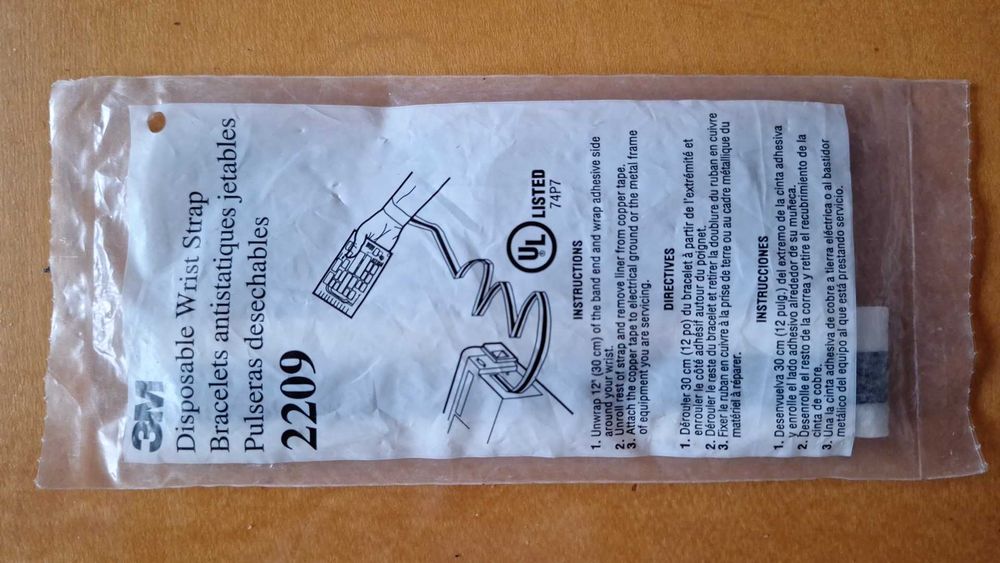 3M
Disposable Wrist Strap
Bracelets antistatiques jetables
Pulseras desechables
2209
UL
®
LISTED
74P7
INSTRUCTIONS
1. Unwrap 12" (30 cm) of the band end and wrap adhesive side
around your wrist.
2. Unroll rest of strap and remove liner from copper tape.
3. Attach the copper tape to electrical ground or the metal frame
of equipment you are servicing.
DIRECTIVES
1. Dérouler 30 cm (12 po) du bracelet à partir de l'extrémité et
enrouler le côté adhésif autour du poignet.
2. Dérouler le reste du bracelet et retirer la doublure du ruban en cuivre
3. Fixer le ruban en cuivre à la prise de terre ou au cadre métallique du
matériel à réparer.
INSTRUCCIONES
1. Desenvuelva 30 cm (12 pulg.) del extremo de la cinta adhesiva
y enrolle el lado adhesivo alrededor de su muñeca.
2. Desenrolle el resto de la correa y retire el recubrimiento de la
cinta de cobre.
3. Una la cinta adhesiva de cobre a tierra eléctrica o al bastidor
metálico del equipo al que está prestando servicio.